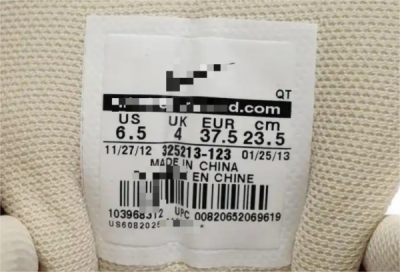 QT
d.com
US UK EUR cm
6.5 4 37.5 23.5
11/27/12 325213-123 01/25/13
MADE IN CHINA
EN CHINE
103968312 UPC 00820652069619